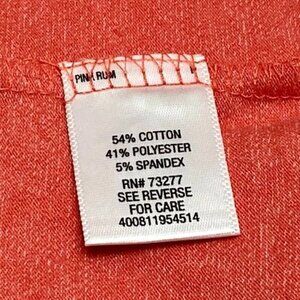 PINK RUM
54% COTTON
41% POLYESTER
5% SPANDEX
RN# 73277
SEE REVERSE
FOR CARE
400811954514